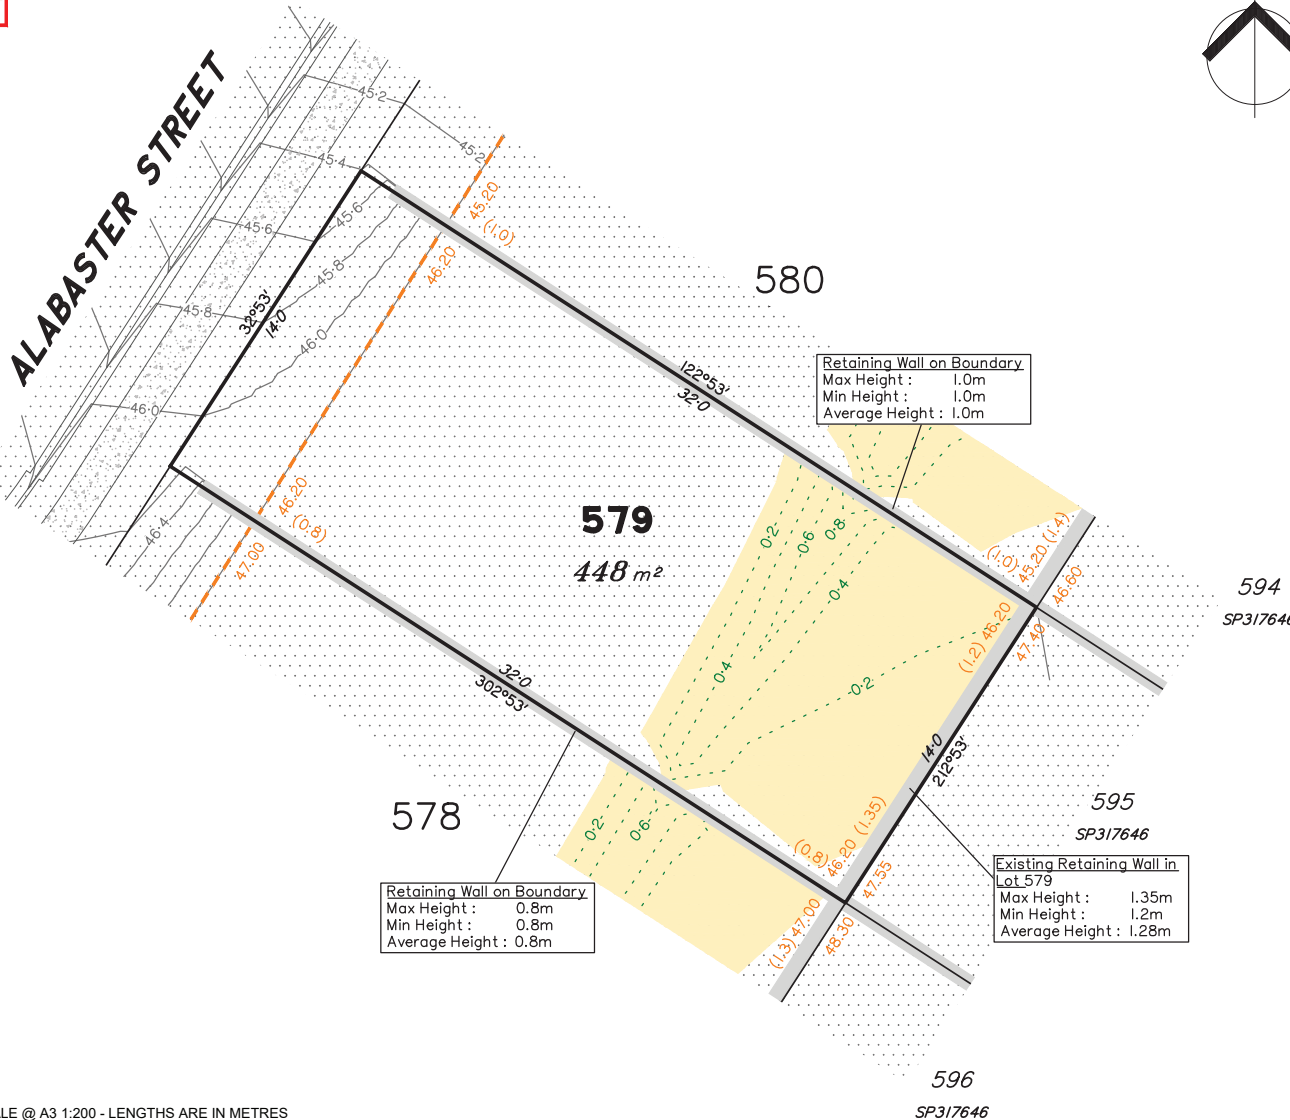 ALABASTER STREET
45·2
45·2
45·4
45·6
45·6
45·8
45·8
46·0
46·0
46·4
45.20
(1.0)
46.20
32°53'
14·0
580
122°53'
32·0
Retaining Wall on Boundary
Max Height : 1.0m
Min Height : 1.0m
Average Height : 1.0m
46.20
(0.8)
47.00
579
448 m²
0·2
0·6
0·8
0·4
0·4
0·2
(1.0)
45.20 (1.4)
46.60
594
SP317646
(1.2) 46.20
47.40
32·0
302°53'
14·0
212°53'
578
0·2
0·6
595
SP317646
(0.8)
46.20 (1.35)
47.55
Existing Retaining Wall in
Lot 579
Max Height : 1.35m
Min Height : 1.2m
Average Height : 1.28m
Retaining Wall on Boundary
Max Height : 0.8m
Min Height : 0.8m
Average Height : 0.8m
(1.3) 47.00
48.30
596
SP317646
LE @ A3 1:200 - LENGTHS ARE IN METRES